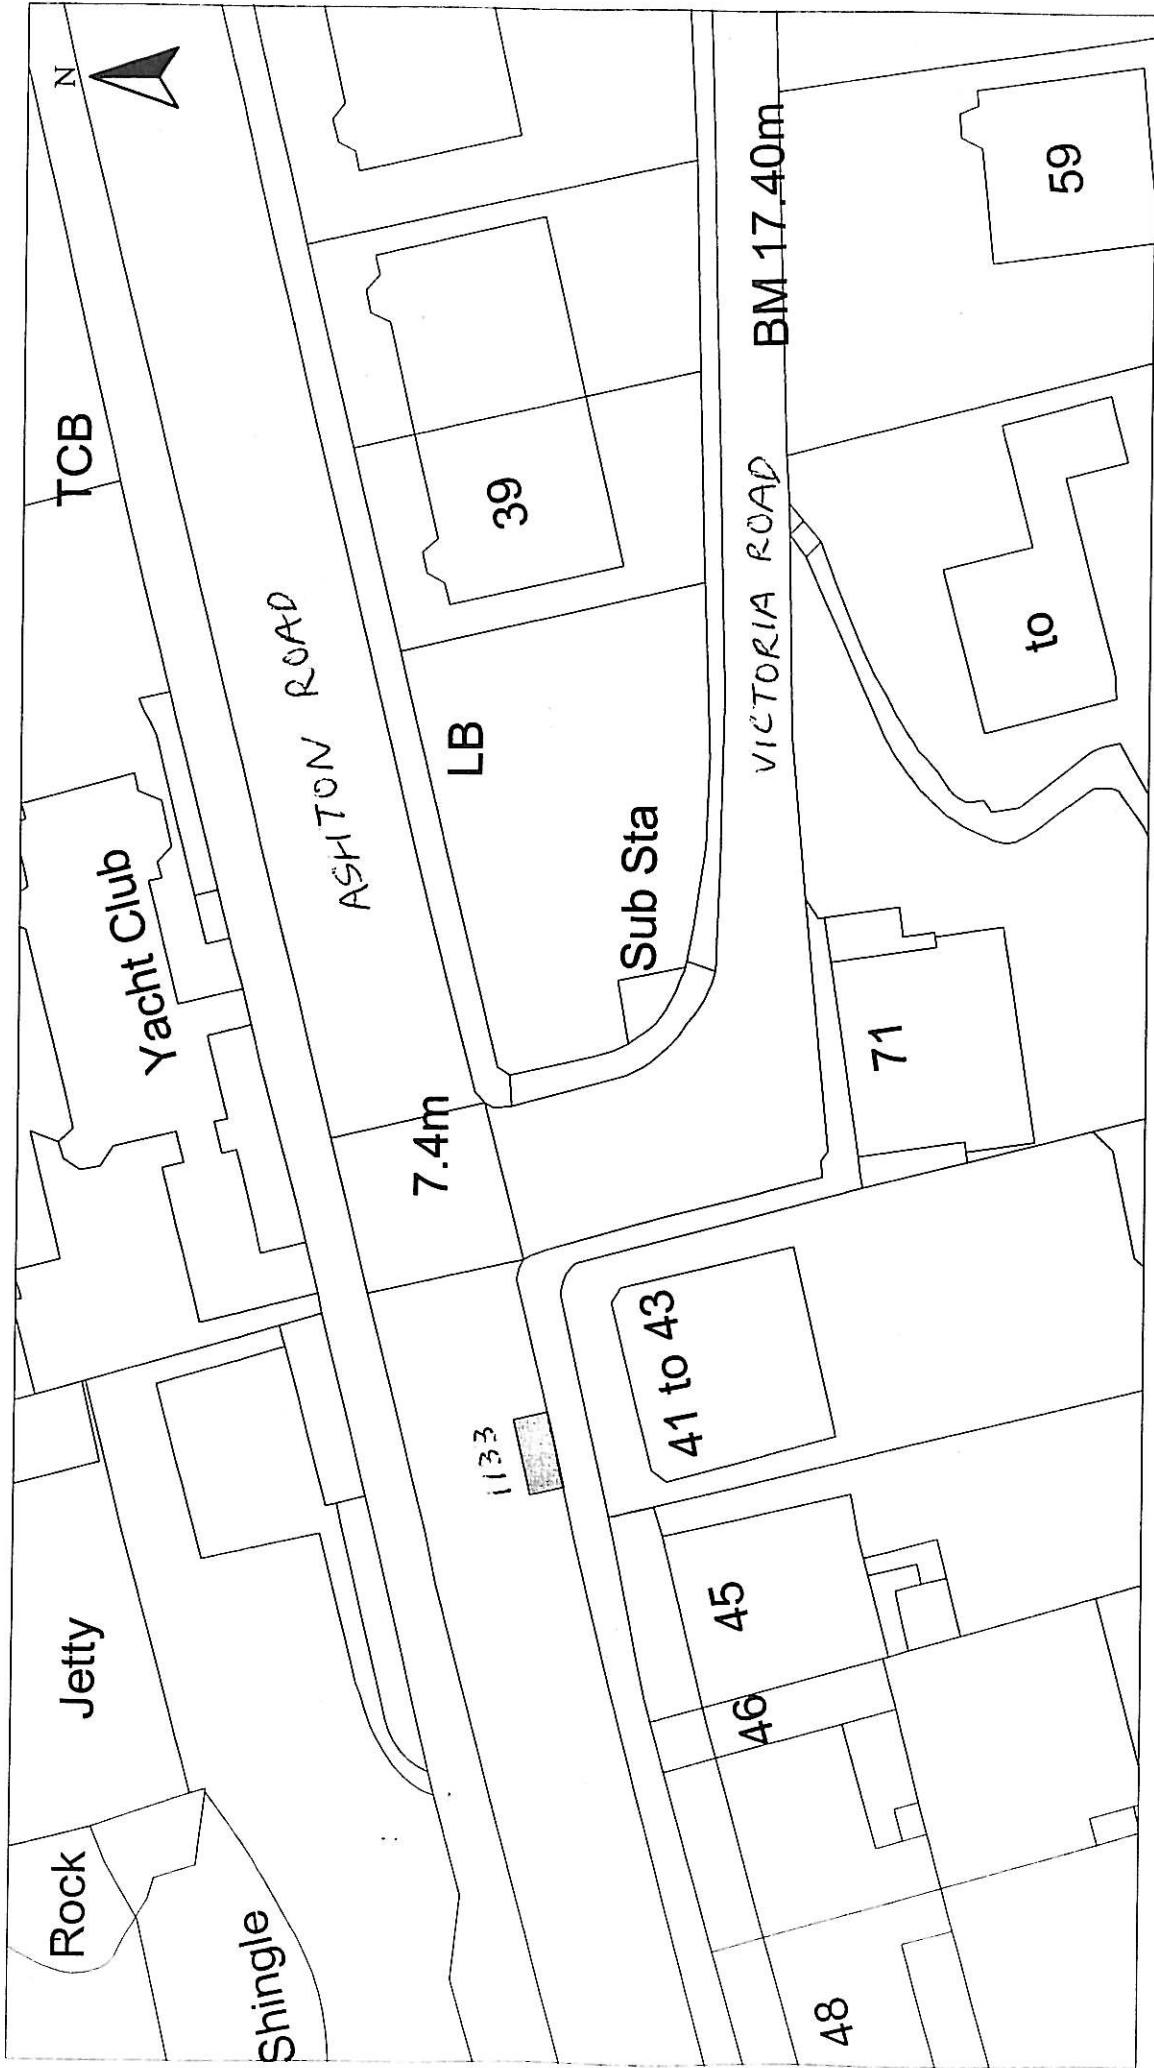 N
TCB
Yacht Club
Jetty
Rock
Shingle
ASHTON ROAD
39
LB
7.4m
1133
Sub Sta
41 to 43
45
46
48
BM 17.40m
VICTORIA ROAD
71
59
to